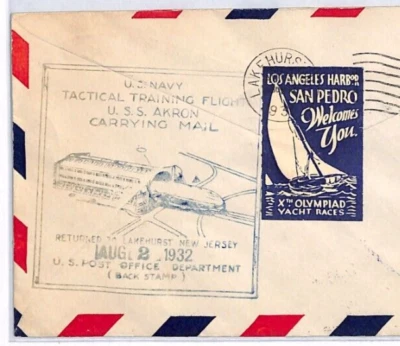 U.S. NAVY
TACTICAL TRAINING FLIGHT
U.S.S. AKRON
CARRYING MAIL
RETURNED TO LAKEHURST NEW JERSEY
AUG 2 1932
U.S. POST OFFICE DEPARTMENT
(BACK STAMP)
LAKEHURS
LOS ANGELES HARBOR
SAN PEDRO
Welcomes
You.
XTH OLYMPIAD
YACHT RACES